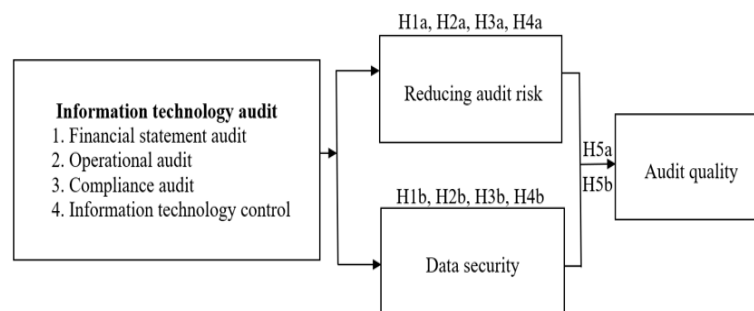 Information technology audit
1. Financial statement audit
2. Operational audit
3. Compliance audit
4. Information technology control
H1a, H2a, H3a, H4a
Reducing audit risk
H1b, H2b, H3b, H4b
Data security
H5a
H5b
Audit quality